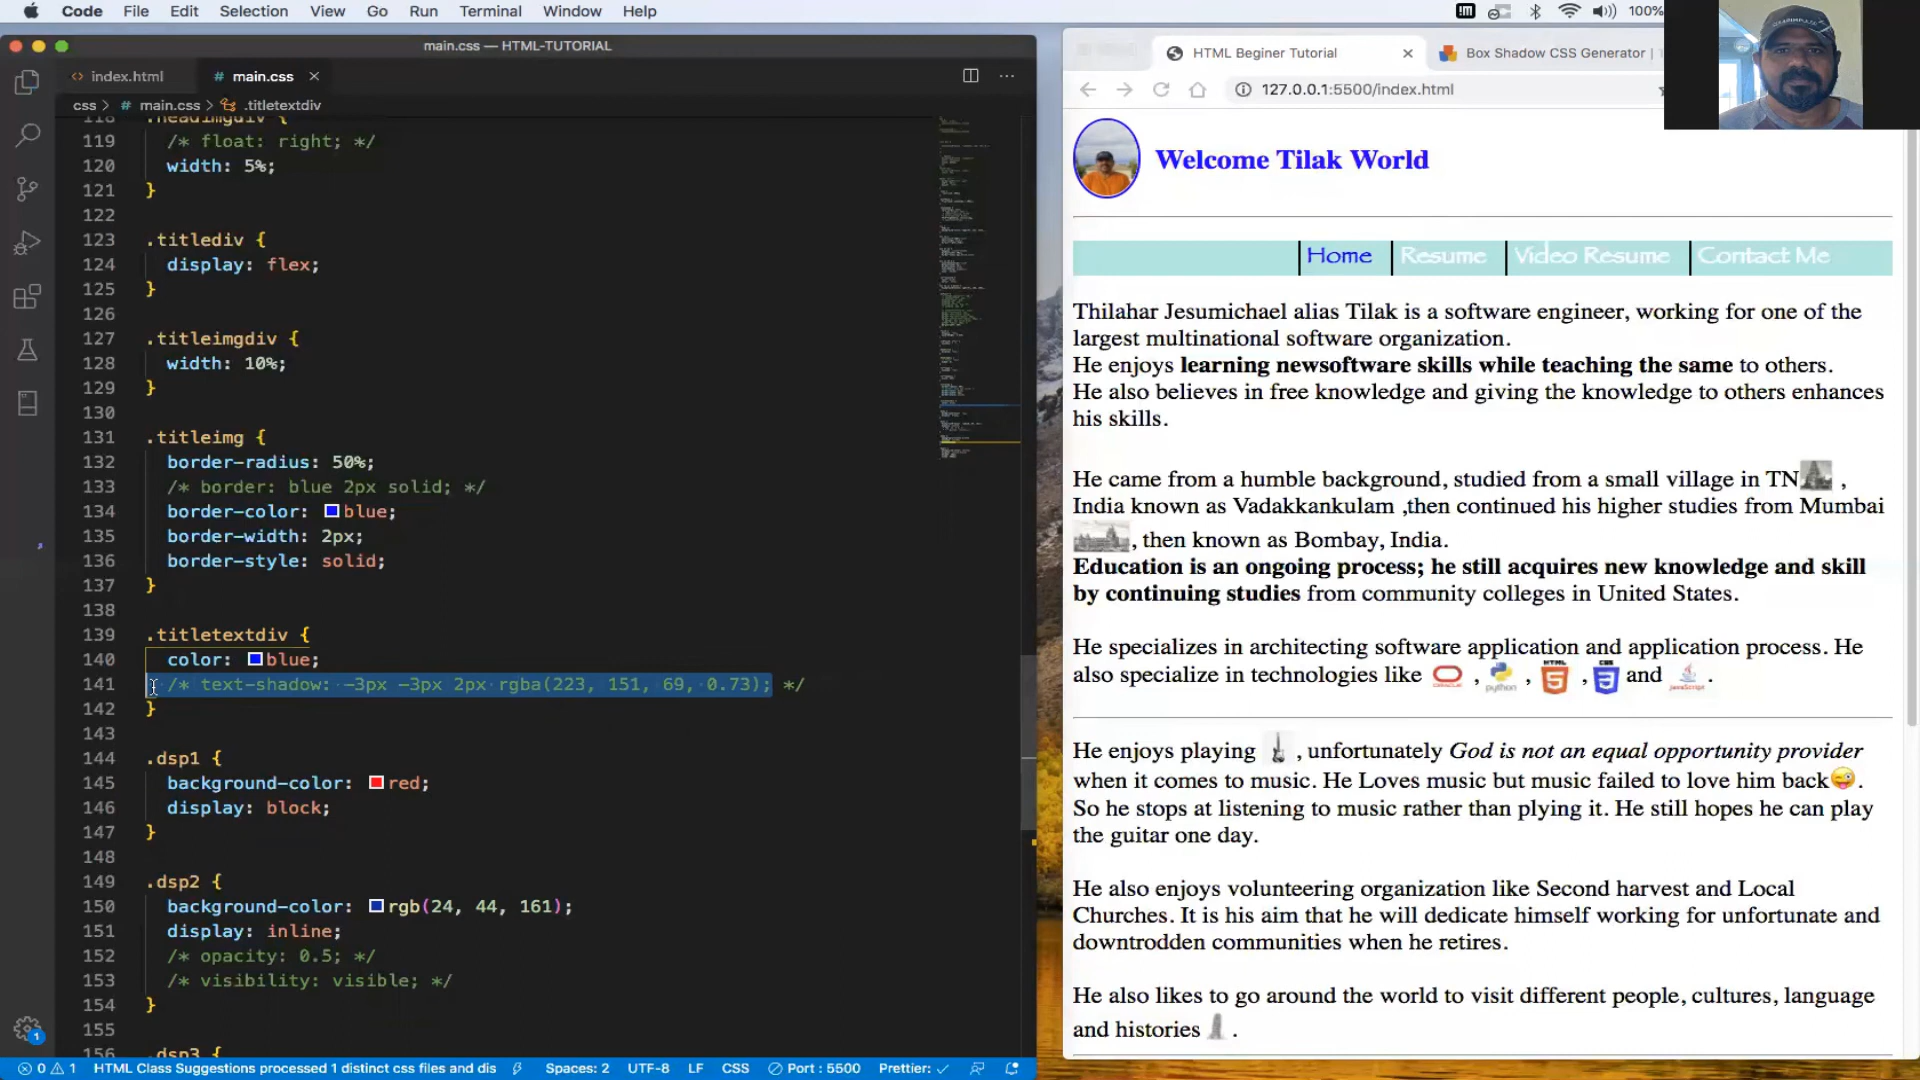 Code File Edit Selection View Go Run Terminal Window Help 100%
main.css — HTML-TUTORIAL
index.html
main.css
css > main.css > .titletextdiv
118 .headimgdiv {
119 /* float: right; */
120 width: 5%;
121 }
122
123 .titlediv {
124 display: flex;
125 }
126
127 .titleimgdiv {
128 width: 10%;
129 }
130
131 .titleimg {
132 border-radius: 50%;
133 /* border: blue 2px solid; */
134 border-color: blue;
135 border-width: 2px;
136 border-style: solid;
137 }
138
139 .titletextdiv {
140 color: blue;
141 /* text-shadow: -3px -3px 2px rgba(223, 151, 69, 0.73); */
142 }
143
144 .dsp1 {
145 background-color: red;
146 display: block;
147 }
148
149 .dsp2 {
150 background-color: rgb(24, 44, 161);
151 display: inline;
152 /* opacity: 0.5; */
153 /* visibility: visible; */
154 }
155
156 .dsp3 {
1
0 1 HTML Class Suggestions processed 1 distinct css files and dis Spaces: 2 UTF-8 LF CSS Port : 5500 Prettier: ✓
HTML Beginer Tutorial
Box Shadow CSS Generator
127.0.0.1:5500/index.html
Welcome Tilak World
Home Resume Video Resume Contact Me
Thilahar Jesumichael alias Tilak is a software engineer, working for one of the
largest multinational software organization.
He enjoys learning newsoftware skills while teaching the same to others.
He also believes in free knowledge and giving the knowledge to others enhances
his skills.
He came from a humble background, studied from a small village in TN ,
India known as Vadakkankulam ,then continued his higher studies from Mumbai
, then known as Bombay, India.
Education is an ongoing process; he still acquires new knowledge and skill
by continuing studies from community colleges in United States.
He specializes in architecting software application and application process. He
also specialize in technologies like ORACLE , python , HTML 5 , CSS 3 and JavaScript .
He enjoys playing , unfortunately God is not an equal opportunity provider
when it comes to music. He Loves music but music failed to love him back😜.
So he stops at listening to music rather than plying it. He still hopes he can play
the guitar one day.
He also enjoys volunteering organization like Second harvest and Local
Churches. It is his aim that he will dedicate himself working for unfortunate and
downtrodden communities when he retires.
He also likes to go around the world to visit different people, cultures, language
and histories .